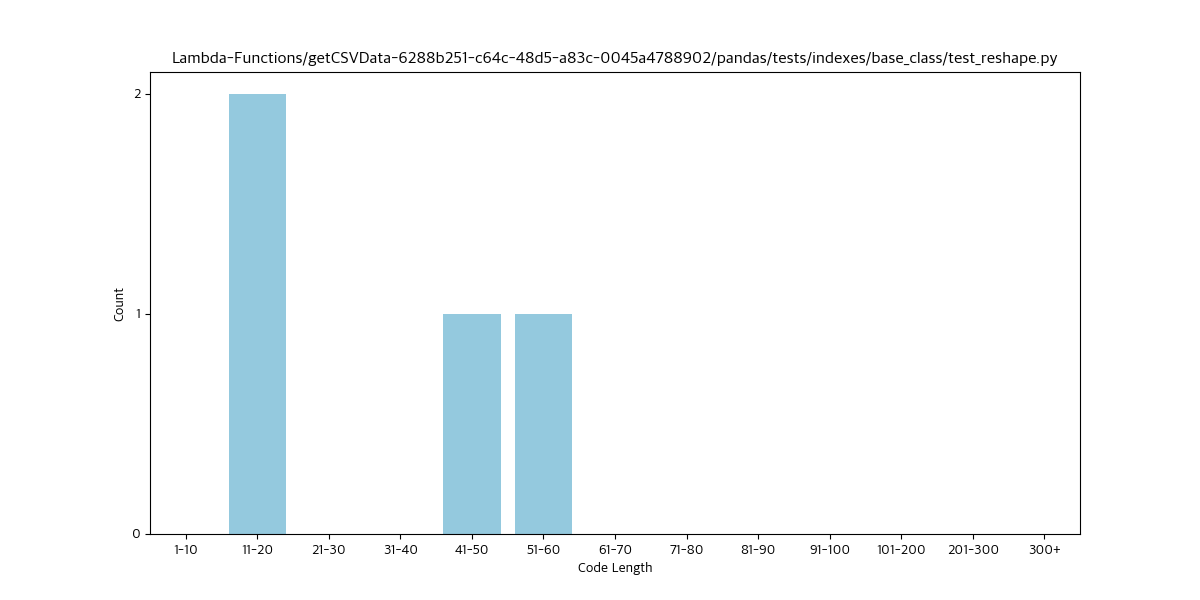 Lambda-Functions/getCSVData-6288b251-c64c-48d5-a83c-0045a4788902/pandas/tests/indexes/base_class/test_reshape.py
2
1
0
Count
1-10 11-20 21-30 31-40 41-50 51-60 61-70 71-80 81-90 91-100 101-200 201-300 300+
Code Length